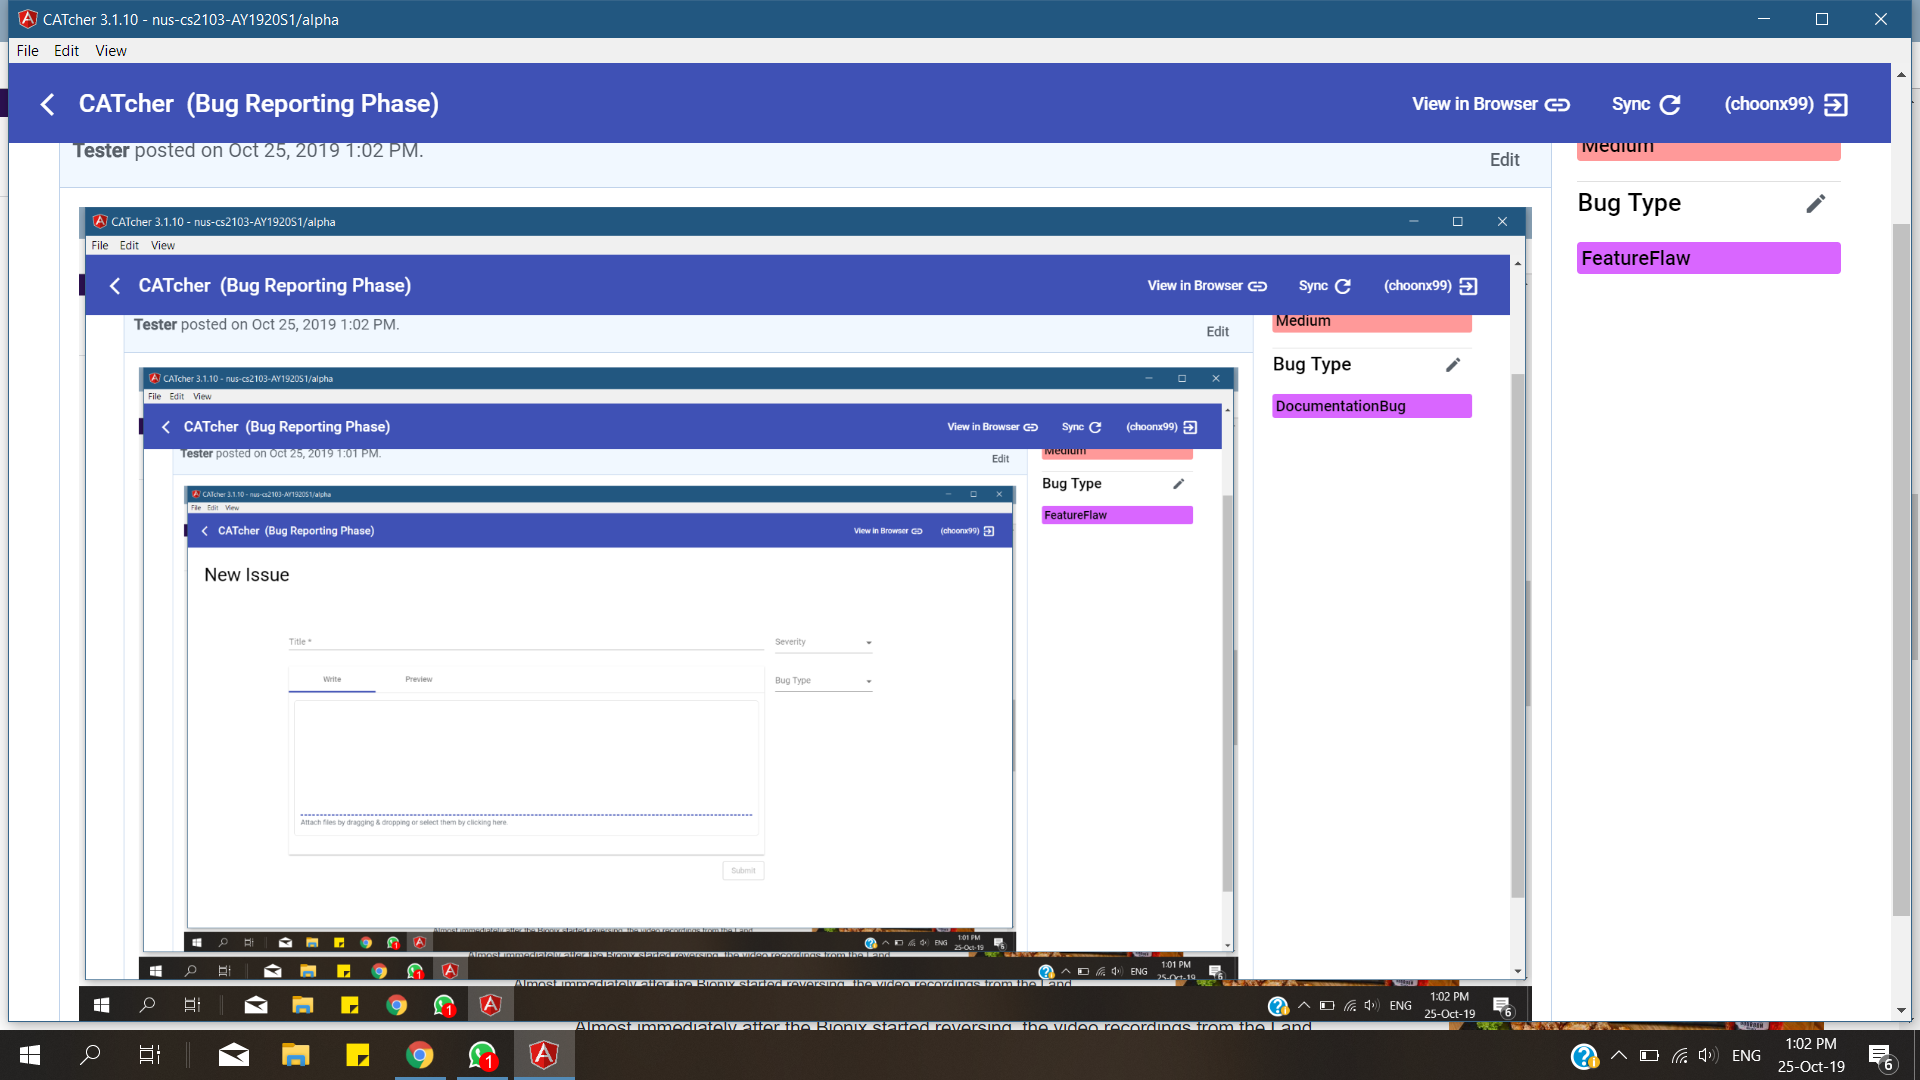 CATcher 3.1.10 - nus-cs2103-AY1920S1/alpha
File Edit View
CATcher (Bug Reporting Phase)
View in Browser Sync (choonx99)
Tester posted on Oct 25, 2019 1:02 PM.
Edit
Medium
Bug Type
FeatureFlaw
CATcher 3.1.10 - nus-cs2103-AY1920S1/alpha
File Edit View
CATcher (Bug Reporting Phase)
View in Browser Sync (choonx99)
Tester posted on Oct 25, 2019 1:02 PM.
Edit
Medium
Bug Type
DocumentationBug
CATcher 3.1.10 - nus-cs2103-AY1920S1/alpha
File Edit View
CATcher (Bug Reporting Phase)
View in Browser Sync (choonx99)
Tester posted on Oct 25, 2019 1:01 PM.
Edit
Medium
Bug Type
FeatureFlaw
CATcher 3.1.10 - nus-cs2103-AY1920S1/alpha
File Edit View
CATcher (Bug Reporting Phase)
View in Browser (choonx99)
New Issue
Title *
Severity
Write Preview
Bug Type
Attach files by dragging & dropping or select them by clicking here.
Submit
Almost immediately after the Bionix started reversing, the video recordings from the Land
ENG
1:01 PM
25-Oct-19
Almost immediately after the Bionix started reversing, the video recordings from the Land
1
ENG
1:01 PM
25-Oct-19
6
Almost immediately after the Bionix started reversing, the video recordings from the Land
1
ENG
1:02 PM
25-Oct-19
6
Almost immediately after the Bionix started reversing, the video recordings from the Land
1
ENG
1:02 PM
25-Oct-19
6